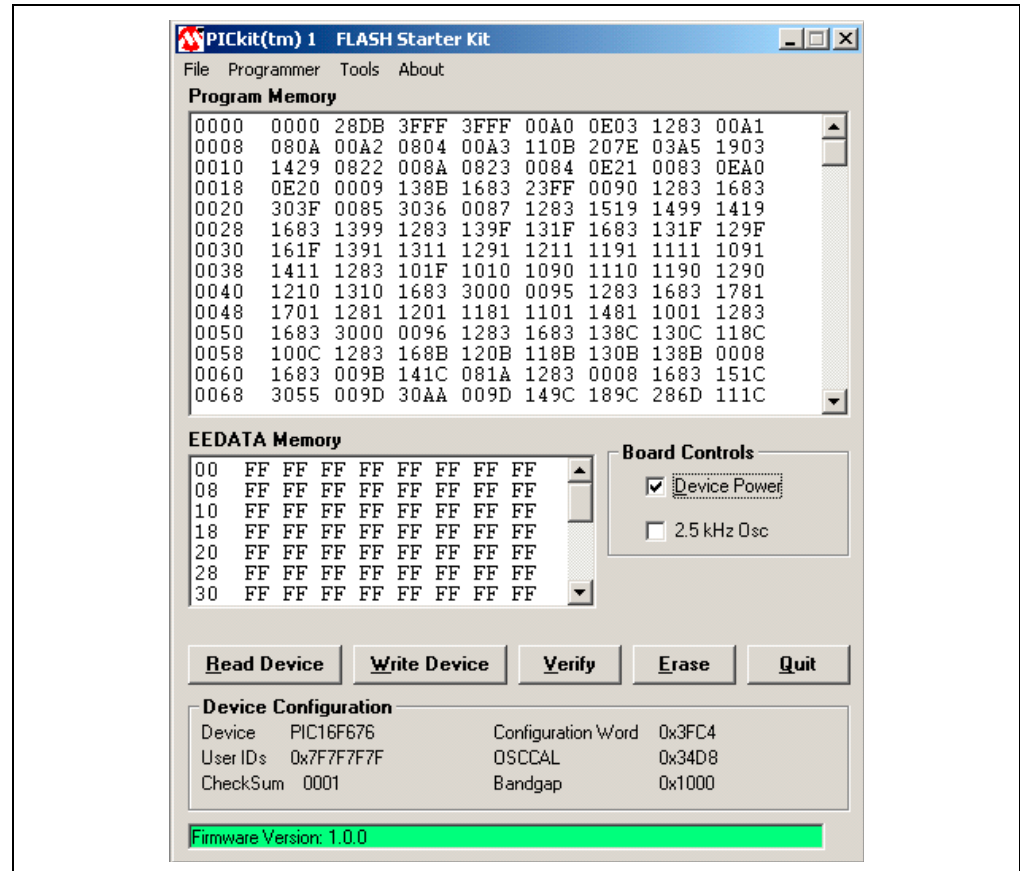 PICkit(tm) 1 FLASH Starter Kit
File Programmer Tools About
Program Memory
0000 0000 28DB 3FFF 3FFF 00A0 0E03 1283 00A1
0008 080A 00A2 0804 00A3 110B 207E 03A5 1903
0010 1429 0822 008A 0823 0084 0E21 0083 0EA0
0018 0E20 0009 138B 1683 23FF 0090 1283 1683
0020 303F 0085 3036 0087 1283 1519 1499 1419
0028 1683 1399 1283 139F 131F 1683 131F 129F
0030 161F 1391 1311 1291 1211 1191 1111 1091
0038 1411 1283 101F 1010 1090 1110 1190 1290
0040 1210 1310 1683 3000 0095 1283 1683 1781
0048 1701 1281 1201 1181 1101 1481 1001 1283
0050 1683 3000 0096 1283 1683 138C 130C 118C
0058 100C 1283 168B 120B 118B 130B 138B 0008
0060 1683 009B 141C 081A 1283 0008 1683 151C
0068 3055 009D 30AA 009D 149C 189C 286D 111C
EEDATA Memory
00 FF FF FF FF FF FF FF FF
08 FF FF FF FF FF FF FF FF
10 FF FF FF FF FF FF FF FF
18 FF FF FF FF FF FF FF FF
20 FF FF FF FF FF FF FF FF
28 FF FF FF FF FF FF FF FF
30 FF FF FF FF FF FF FF FF
Board Controls
Device Power
2.5 kHz Osc
Read Device Write Device Verify Erase Quit
Device Configuration
Device PIC16F676 Configuration Word 0x3FC4
User IDs 0x7F7F7F7F OSCCAL 0x34D8
CheckSum 0001 Bandgap 0x1000
Firmware Version: 1.0.0